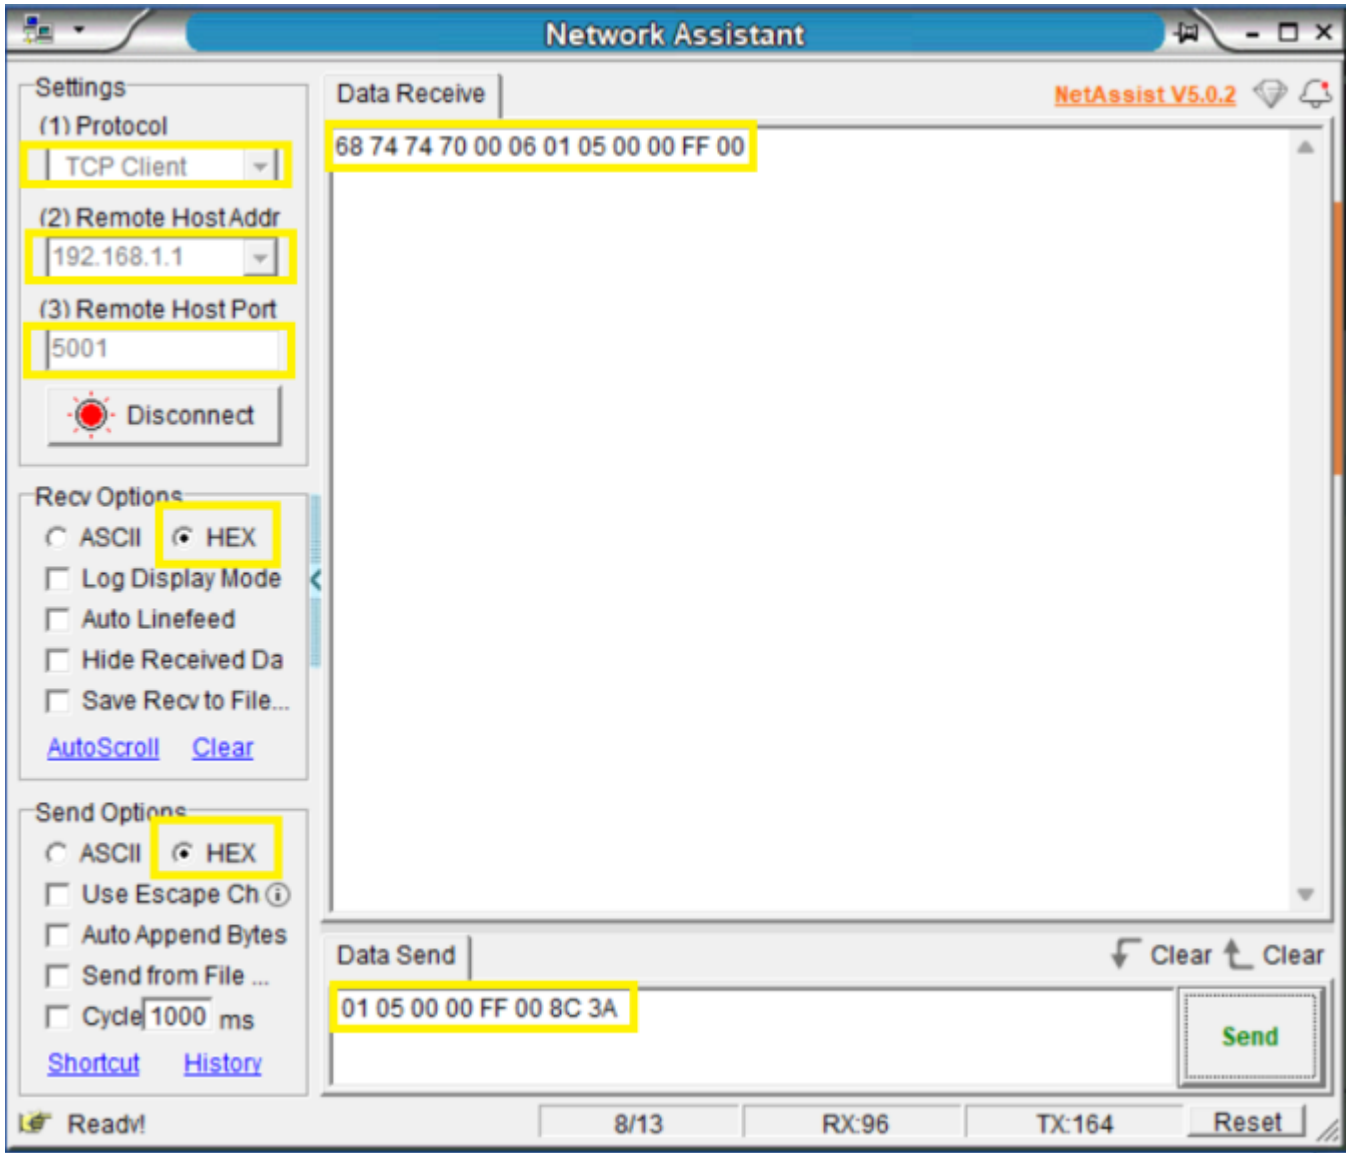 Network Assistant
Settings
(1) Protocol
TCP Client
(2) Remote Host Addr
192.168.1.1
(3) Remote Host Port
5001
Disconnect
Recv Options
ASCII HEX
Log Display Mode
Auto Linefeed
Hide Received Da
Save Recv to File...
AutoScroll Clear
Send Options
ASCII HEX
Use Escape Ch
Auto Append Bytes
Send from File ...
Cycle 1000 ms
Shortcut History
Data Receive
NetAssist V5.0.2
68 74 74 70 00 06 01 05 00 00 FF 00
Data Send
Clear Clear
01 05 00 00 FF 00 8C 3A
Send
Ready!
8/13
RX:96
TX:164
Reset